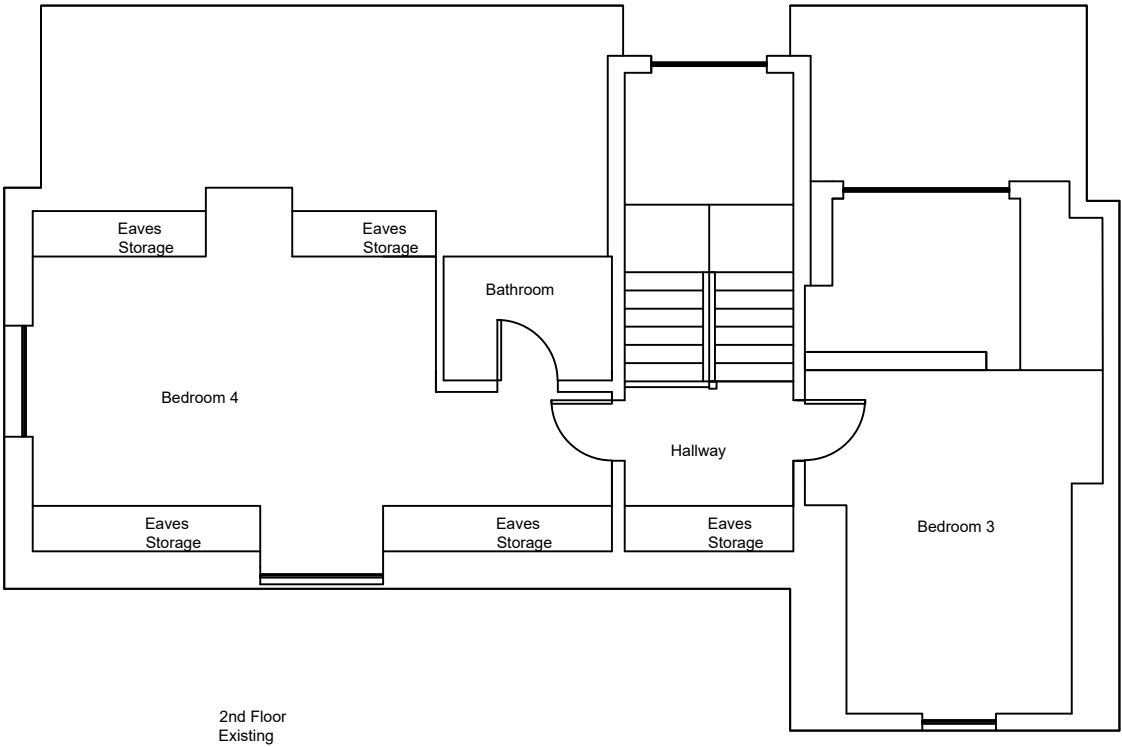 Eaves
Storage
Eaves
Storage
Bathroom
Bedroom 4
Hallway
Eaves
Storage
Eaves
Storage
Eaves
Storage
Bedroom 3
2nd Floor
Existing